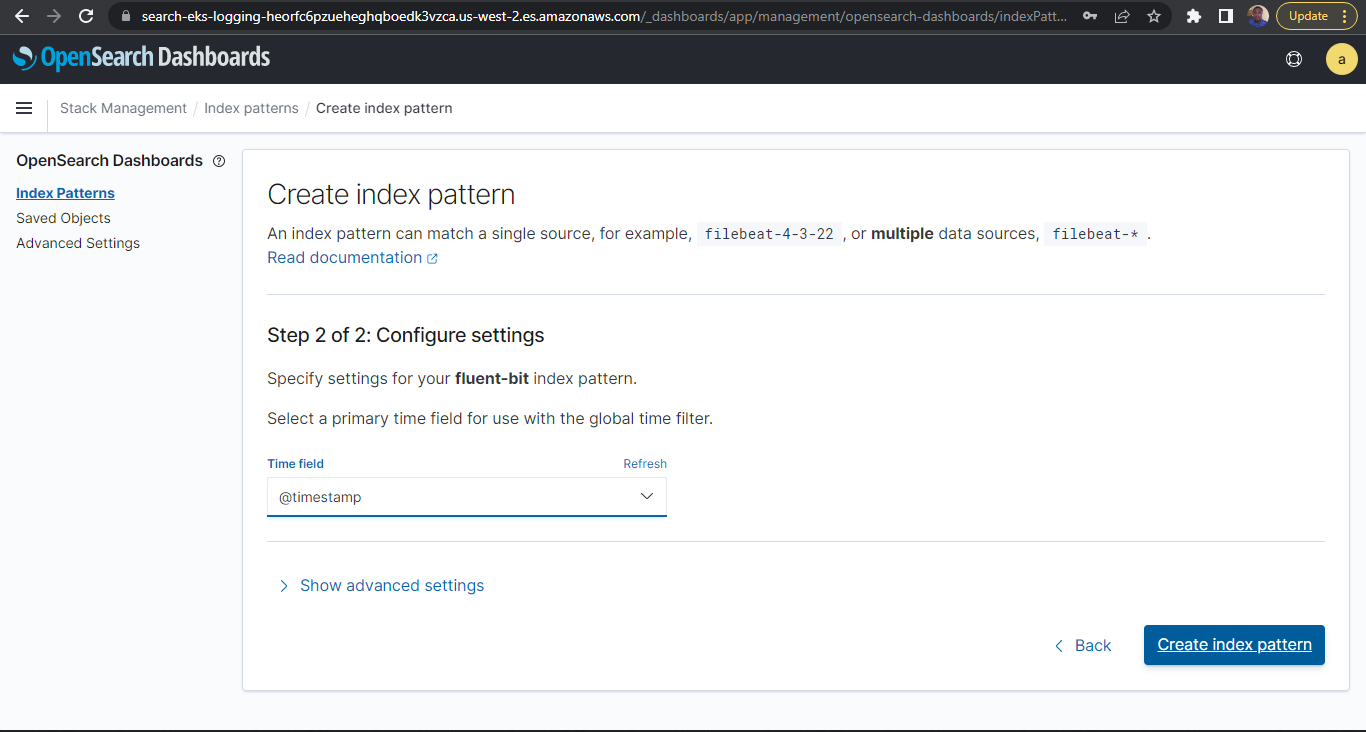 search-eks-logging-heorfc6pzueheghqboedk3vzca.us-west-2.es.amazonaws.com/_dashboards/app/management/opensearch-dashboards/indexPatt...
Update
OpenSearch Dashboards
a
Stack Management / Index patterns / Create index pattern
OpenSearch Dashboards
Index Patterns
Saved Objects
Advanced Settings
Create index pattern
An index pattern can match a single source, for example, filebeat-4-3-22 , or multiple data sources, filebeat-* .
Read documentation
Step 2 of 2: Configure settings
Specify settings for your fluent-bit index pattern.
Select a primary time field for use with the global time filter.
Time field Refresh
@timestamp
Show advanced settings
Back Create index pattern